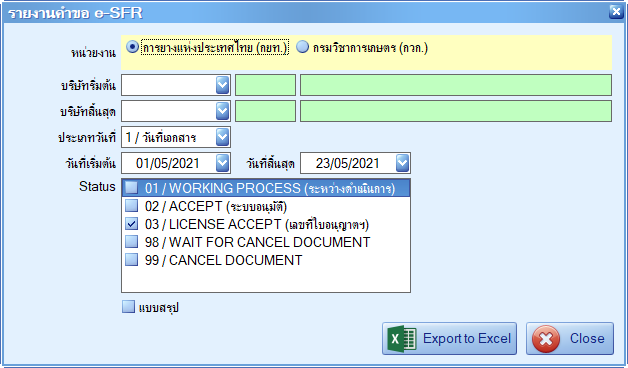 รายงานคำขอ e-SFR
หน่วยงาน การยางแห่งประเทศไทย (กยท.) กรมวิชาการเกษตร (กวก.)
บริษัทริ่มต้น
บริษัทสิ้นสุด
ประเภทวันที่ 1 / วันที่เอกสาร
วันที่เริ่มต้น 01/05/2021 วันที่สิ้นสุด 23/05/2021
Status
01 / WORKING PROCESS (ระหว่างดำเนินการ)
02 / ACCEPT (ระบบอนุมัติ)
03 / LICENSE ACCEPT (เลขที่ใบอนุญาตฯ)
98 / WAIT FOR CANCEL DOCUMENT
99 / CANCEL DOCUMENT
แบบสรุป
Export to Excel Close